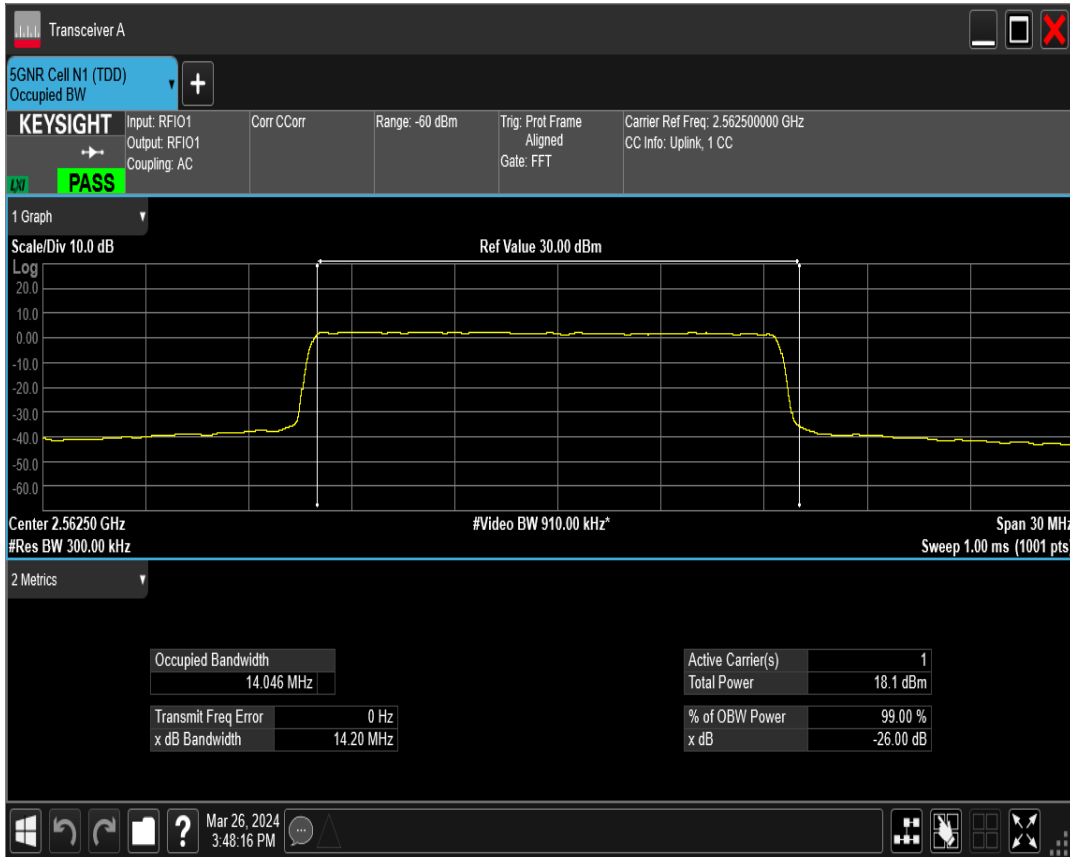 Transceiver A
5GNR Cell N1 (TDD)
Occupied BW
+
KEYSIGHT
LXI
PASS
Input: RFIO1
Output: RFIO1
Coupling: AC
Corr CCorr
Range: -60 dBm
Trig: Prot Frame
Aligned
Gate: FFT
Carrier Ref Freq: 2.562500000 GHz
CC Info: Uplink, 1 CC
1 Graph
Scale/Div 10.0 dB
Ref Value 30.00 dBm
Log
20.0
10.0
0.00
-10.0
-20.0
-30.0
-40.0
-50.0
-60.0
Center 2.56250 GHz
#Video BW 910.00 kHz*
Span 30 MHz
#Res BW 300.00 kHz
Sweep 1.00 ms (1001 pts)
2 Metrics
Occupied Bandwidth
14.046 MHz
Transmit Freq Error 0 Hz
x dB Bandwidth 14.20 MHz
Active Carrier(s) 1
Total Power 18.1 dBm
% of OBW Power 99.00 %
x dB -26.00 dB
?
Mar 26, 2024
3:48:16 PM